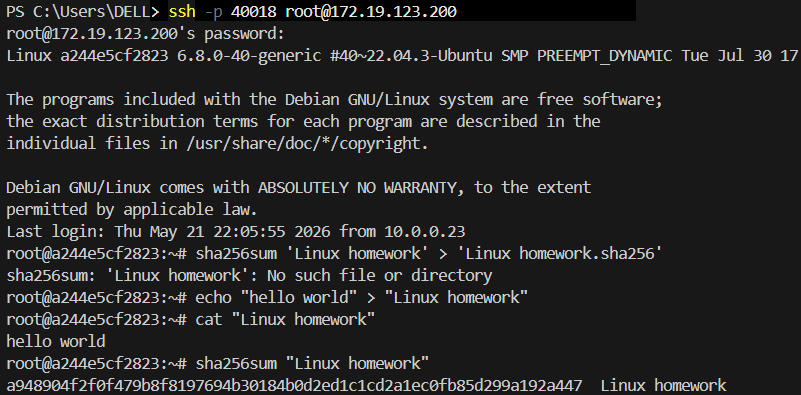 PS C:\Users\DELL> ssh -p 40018 root@172.19.123.200
root@172.19.123.200's password:
Linux a244e5cf2823 6.8.0-40-generic #40~22.04.3-Ubuntu SMP PREEMPT_DYNAMIC Tue Jul 30 17
The programs included with the Debian GNU/Linux system are free software;
the exact distribution terms for each program are described in the
individual files in /usr/share/doc/*/copyright.
Debian GNU/Linux comes with ABSOLUTELY NO WARRANTY, to the extent
permitted by applicable law.
Last login: Thu May 21 22:05:55 2026 from 10.0.0.23
root@a244e5cf2823:~# sha256sum 'Linux homework' > 'Linux homework.sha256'
sha256sum: 'Linux homework': No such file or directory
root@a244e5cf2823:~# echo "hello world" > "Linux homework"
root@a244e5cf2823:~# cat "Linux homework"
hello world
root@a244e5cf2823:~# sha256sum "Linux homework"
a948904f2f0f479b8f8197694b30184b0d2ed1c1cd2a1ec0fb85d299a192a447  Linux homework